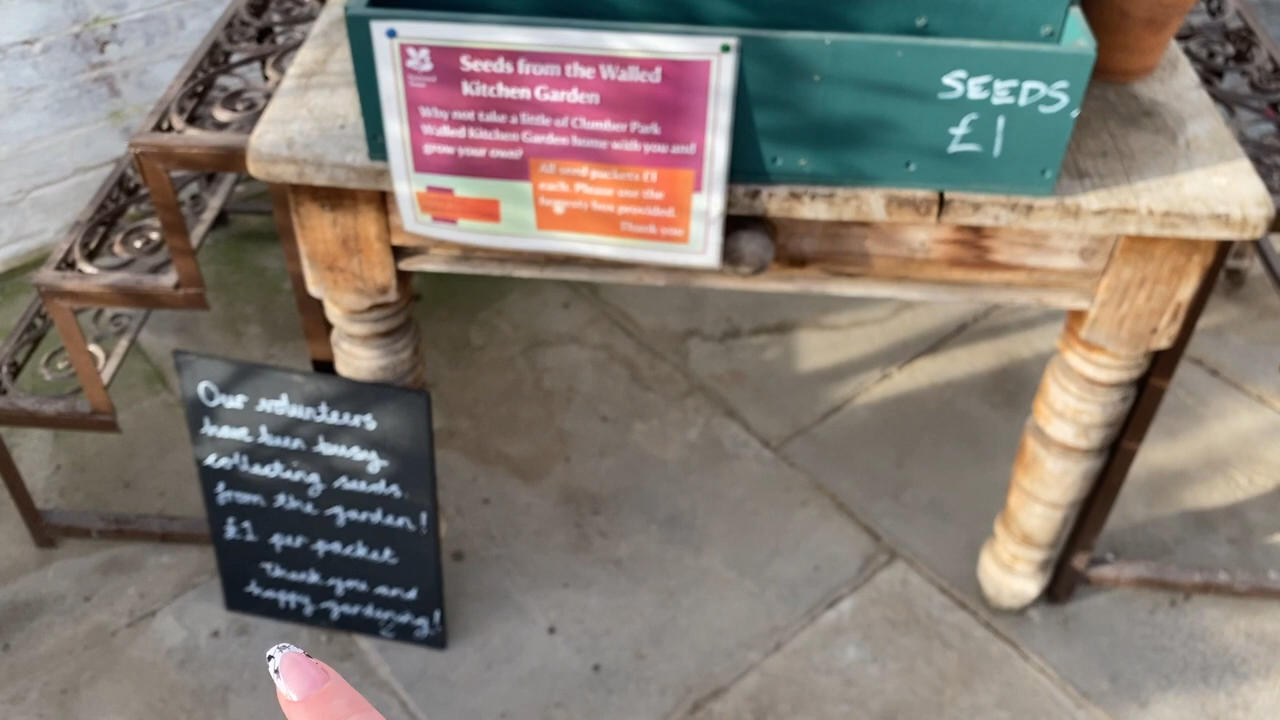 Seeds from the Walled
Kitchen Garden
Why not take a little of Clumber Park
Walled Kitchen Garden home with you and
grow your own?
All seed packets £1
each. Please use the
honesty box provided.
Thank you
SEEDS,
£1
Our volunteers
have been busy
collecting seeds
from the garden!
£1 per packet
Thank you and
happy gardening!